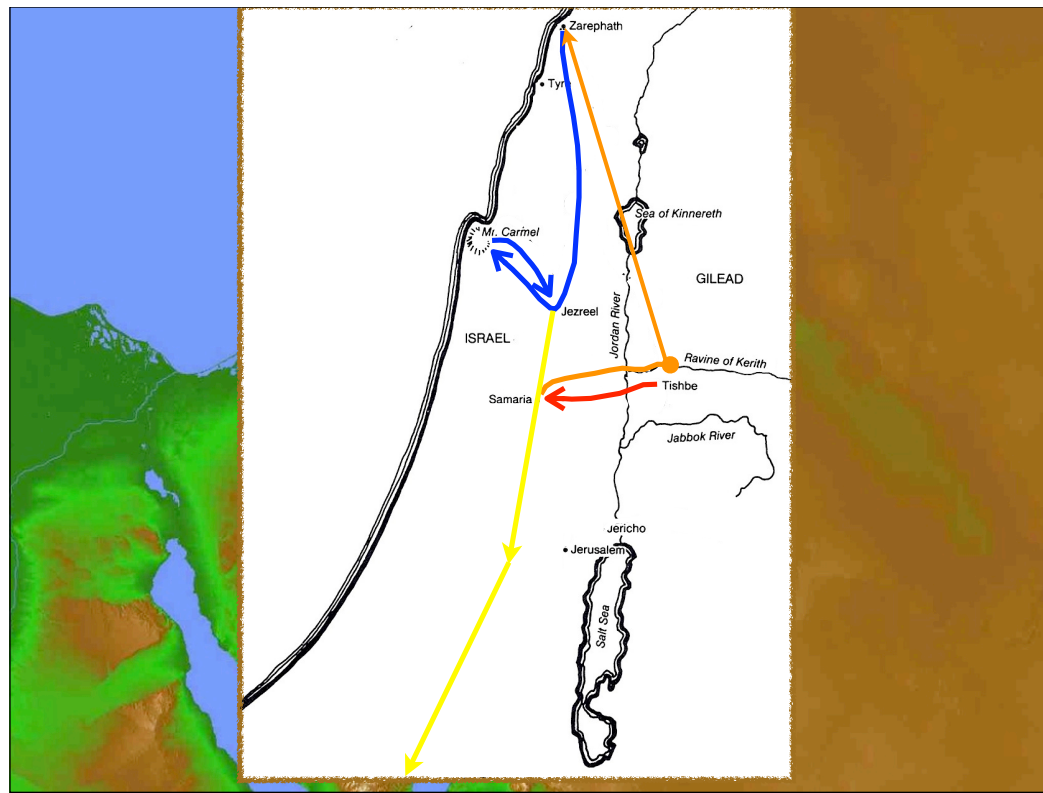 Zarephath
Tyre
Sea of Kinnereth
Mt. Carmel
GILEAD
Jordan River
Jezreel
ISRAEL
Ravine of Kerith
Tishbe
Samaria
Jabbok River
Jericho
Jerusalem
Salt Sea